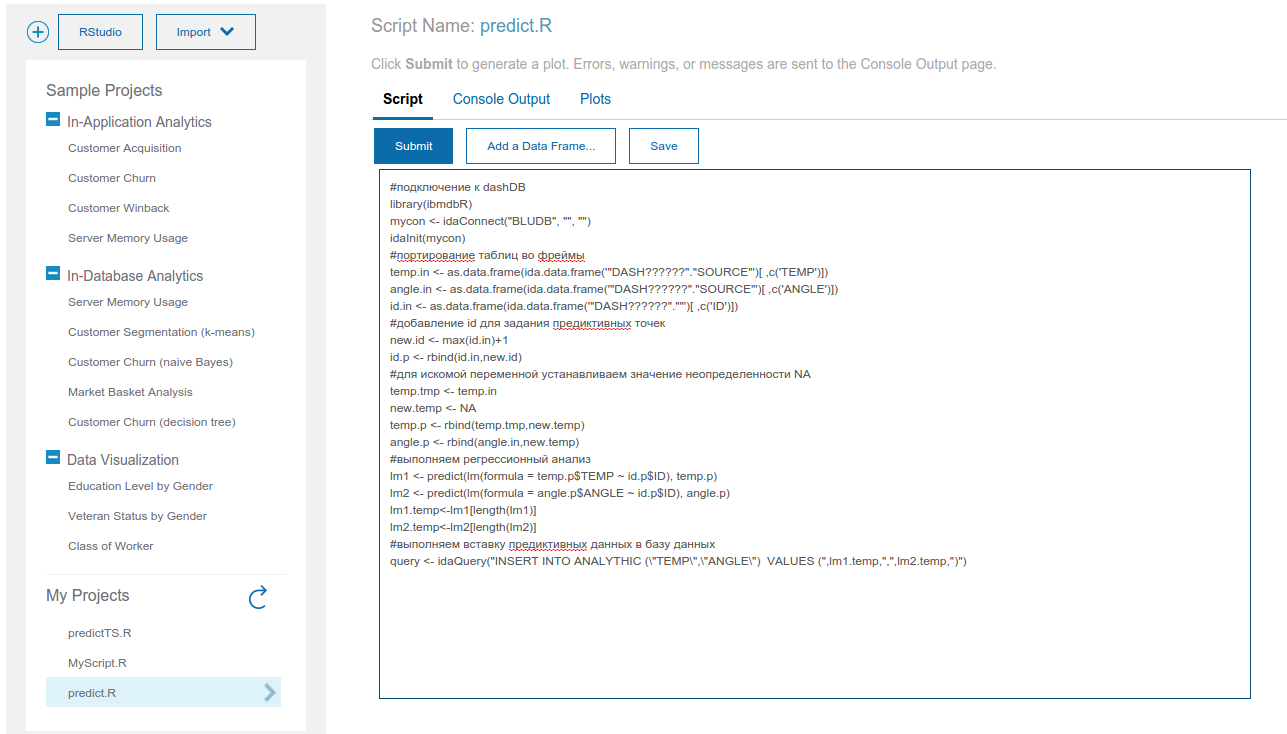 RStudio
Import
Sample Projects
In-Application Analytics
Customer Acquisition
Customer Churn
Customer Winback
Server Memory Usage
In-Database Analytics
Server Memory Usage
Customer Segmentation (k-means)
Customer Churn (naive Bayes)
Market Basket Analysis
Customer Churn (decision tree)
Data Visualization
Education Level by Gender
Veteran Status by Gender
Class of Worker
My Projects
predictTS.R
MyScript.R
predict.R
Script Name: predict.R
Click Submit to generate a plot. Errors, warnings, or messages are sent to the Console Output page.
Script Console Output Plots
Submit Add a Data Frame... Save
#подключение к dashDB
library(ibmdbR)
mycon <- idaConnect("BLUDB", "", "")
idaInit(mycon)
#портирование таблиц во фреймы
temp.in <- as.data.frame(ida.data.frame('"DASH??????"."SOURCE"')[ ,c('TEMP')])
angle.in <- as.data.frame(ida.data.frame('"DASH??????"."SOURCE"')[ ,c('ANGLE')])
id.in <- as.data.frame(ida.data.frame('"DASH??????".""')[ ,c('ID')])
#добавление id для задания предиктивных точек
new.id <- max(id.in)+1
id.p <- rbind(id.in,new.id)
#для искомой переменной устанавливаем значение неопределенности NA
temp.tmp <- temp.in
new.temp <- NA
temp.p <- rbind(temp.tmp,new.temp)
angle.p <- rbind(angle.in,new.temp)
#выполняем регрессионный анализ
lm1 <- predict(lm(formula = temp.p$TEMP ~ id.p$ID), temp.p)
lm2 <- predict(lm(formula = angle.p$ANGLE ~ id.p$ID), angle.p)
lm1.temp<-lm1[length(lm1)]
lm2.temp<-lm2[length(lm2)]
#выполняем вставку предиктивных данных в базу данных
query <- idaQuery("INSERT INTO ANALYTHIC (\"TEMP\",\"ANGLE\")  VALUES (",lm1.temp,",",lm2.temp,")")